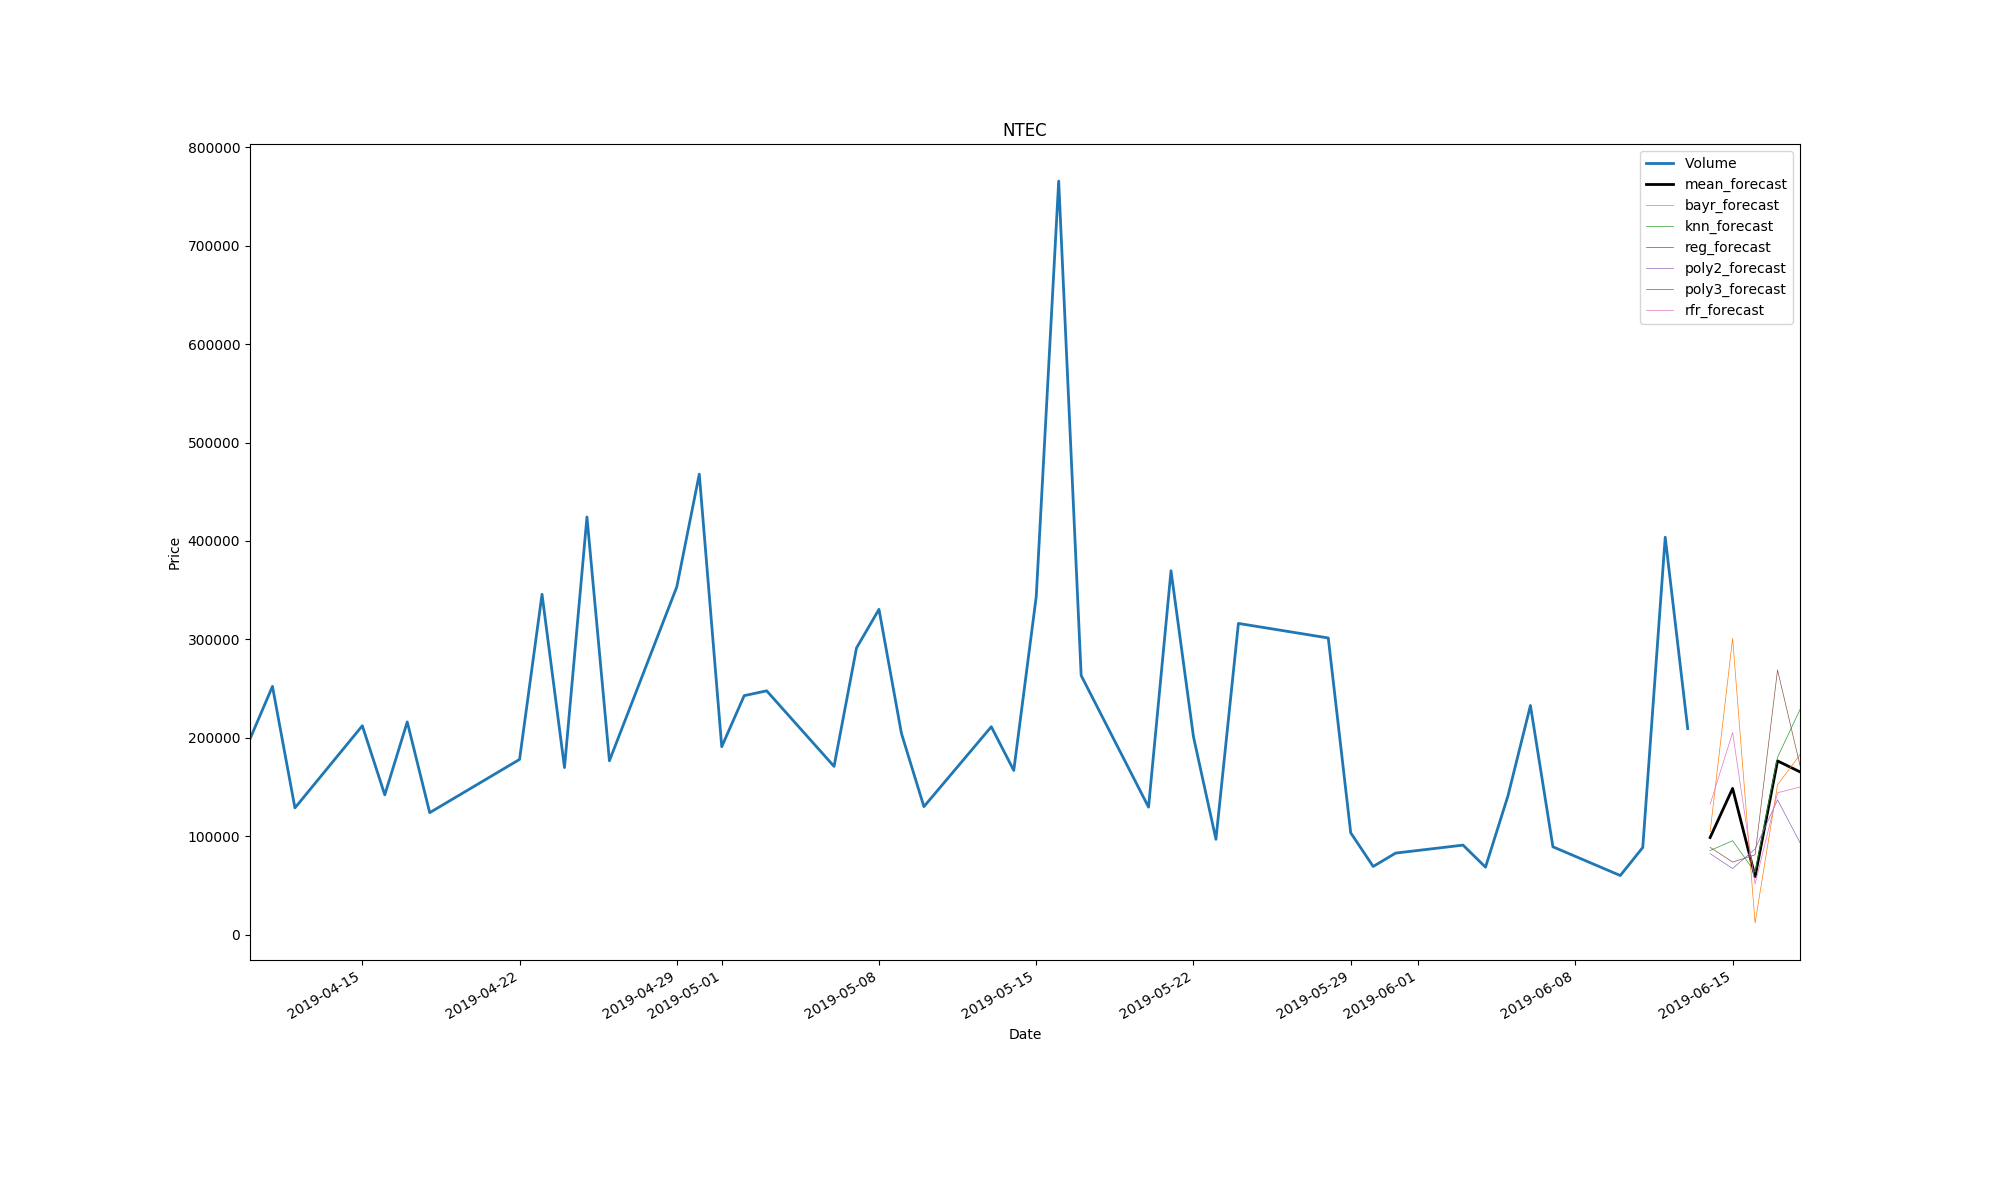 NTEC
800000
700000
600000
500000
400000
300000
200000
100000
0
Price
Volume
mean_forecast
bayr_forecast
knn_forecast
reg_forecast
poly2_forecast
poly3_forecast
rfr_forecast
2019-04-15
2019-04-22
2019-04-29
2019-05-01
2019-05-08
2019-05-15
2019-05-22
2019-05-29
2019-06-01
2019-06-08
2019-06-15
Date